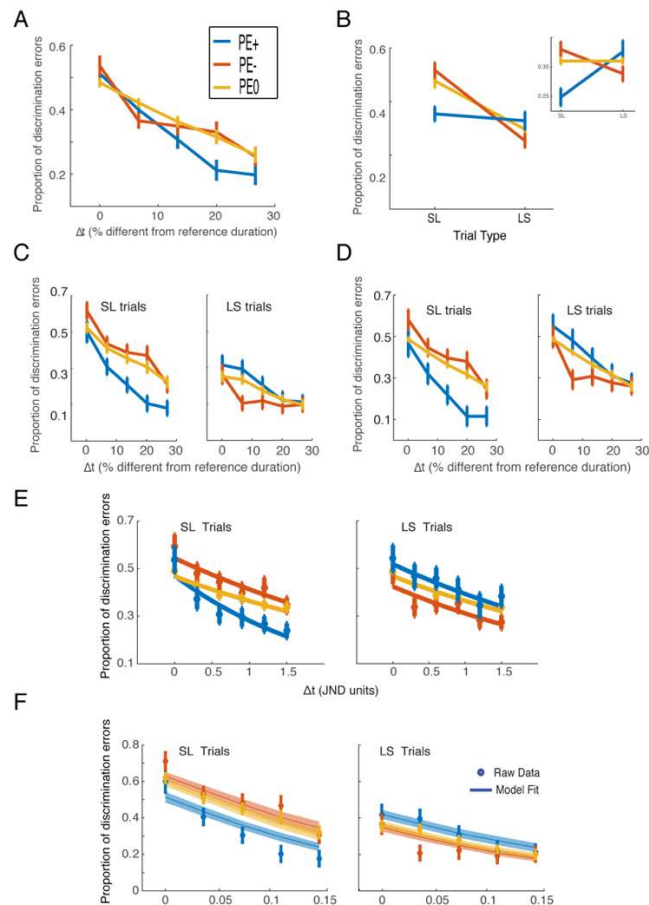 A
Proportion of discrimination errors
0.6
0.4
0.2
0
10
20
30
Δt (% different from reference duration)
PE+
PE-
PE0
B
Proportion of discrimination errors
0.6
0.4
0.2
SL
LS
Trial Type
0.35
0.25
SL
LS
C
Proportion of discrimination errors
0.7
0.5
0.3
0.1
SL trials
LS trials
0 10 20 30
0 10 20 30
Δt (% different from reference duration)
D
Proportion of discrimination errors
0.7
0.5
0.3
0.1
SL trials
LS trials
0 10 20 30
0 10 20 30
Δt (% different from reference duration)
E
Proportion of discrimination errors
0.7
0.5
0.3
0.1
SL Trials
LS Trials
0 0.5 1 1.5
0 0.5 1 1.5
Δt (JND units)
F
Proportion of discrimination errors
0.8
0.6
0.4
0.2
0
SL Trials
LS Trials
Raw Data
Model Fit
0 0.05 0.1 0.15
0 0.05 0.1 0.15